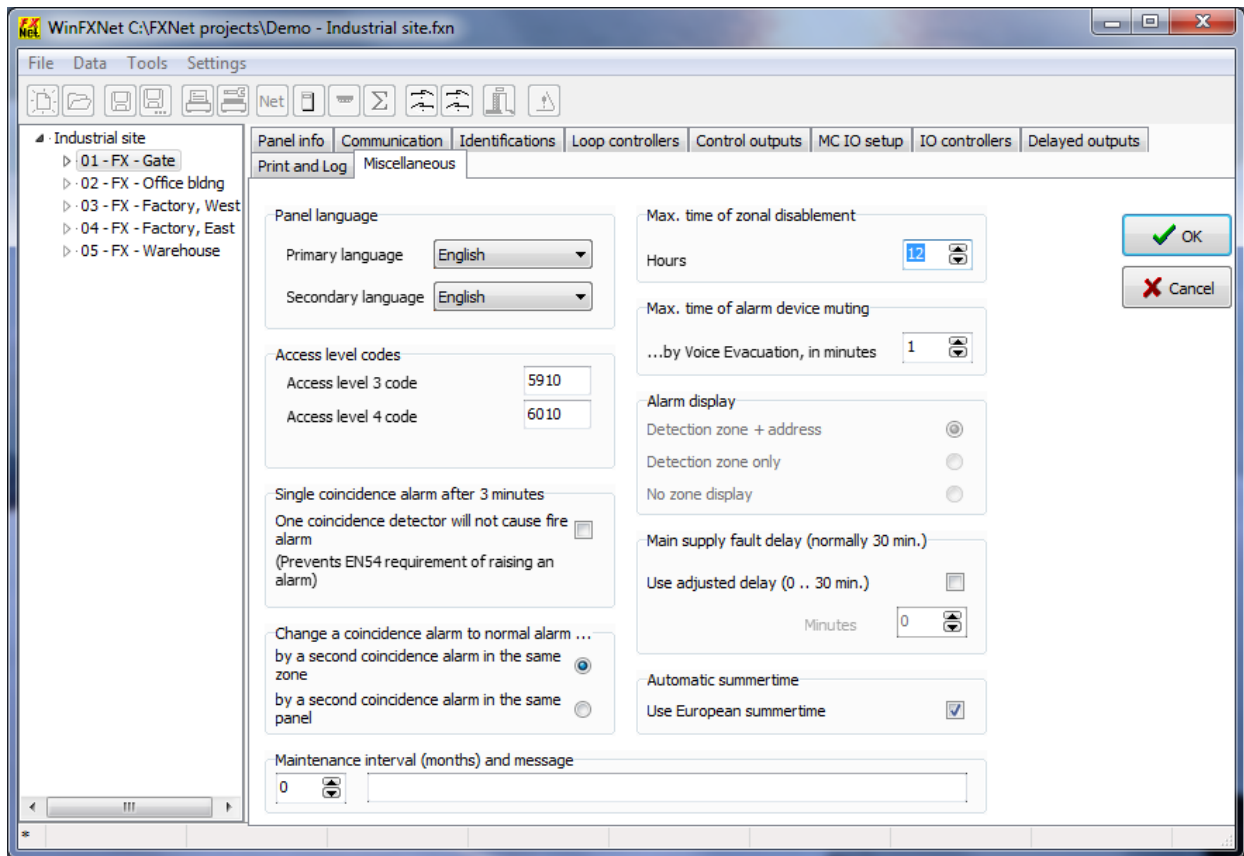 WinFXNet C:\FXNet projects\Demo - Industrial site.fxn
File Data Tools Settings
Net Σ
Industrial site
01 - FX - Gate
02 - FX - Office bldng
03 - FX - Factory, West
04 - FX - Factory, East
05 - FX - Warehouse
Panel info Communication Identifications Loop controllers Control outputs MC IO setup IO controllers Delayed outputs
Print and Log Miscellaneous
Panel language
Primary language English
Secondary language English
Access level codes
Access level 3 code 5910
Access level 4 code 6010
Single coincidence alarm after 3 minutes
One coincidence detector will not cause fire
alarm
(Prevents EN54 requirement of raising an
alarm)
Change a coincidence alarm to normal alarm ...
by a second coincidence alarm in the same
zone
by a second coincidence alarm in the same
panel
Maintenance interval (months) and message
0
Max. time of zonal disablement
Hours 12
Max. time of alarm device muting
...by Voice Evacuation, in minutes 1
Alarm display
Detection zone + address
Detection zone only
No zone display
Main supply fault delay (normally 30 min.)
Use adjusted delay (0 .. 30 min.)
Minutes 0
Automatic summertime
Use European summertime
OK
Cancel
*